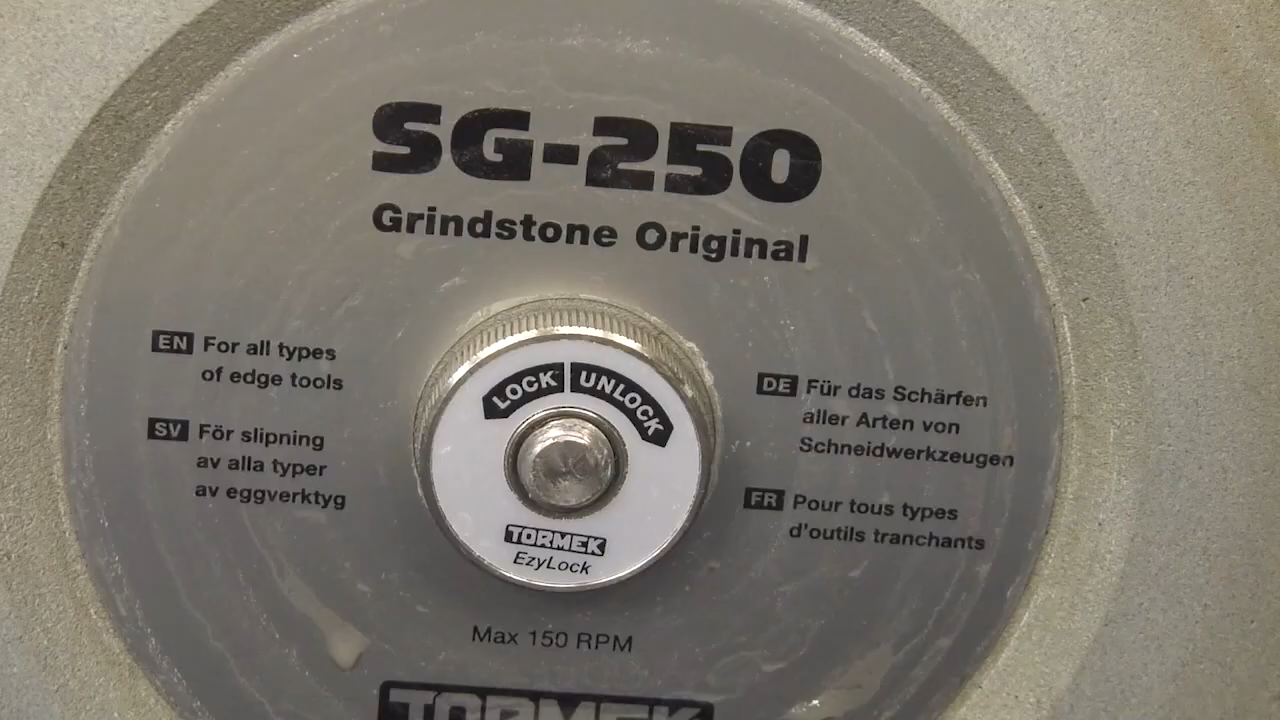 SG-250
Grindstone Original
EN For all types
of edge tools
SV För slipning
av alla typer
av eggverktyg
LOCK UNLOCK
TORMEK
EzyLock
DE Für das Schärfen
aller Arten von
Schneidwerkzeugen
FR Pour tous types
d'outils tranchants
Max 150 RPM
TORMEK